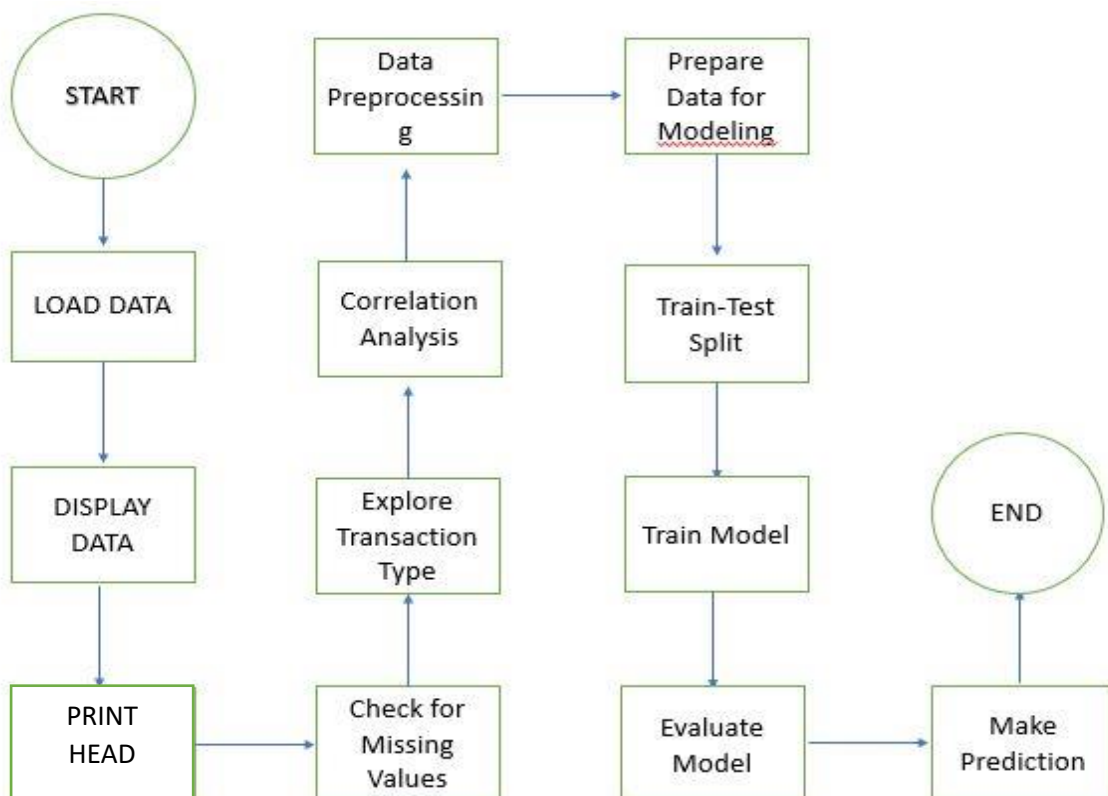 START
LOAD DATA
DISPLAY
DATA
PRINT
HEAD
Check for
Missing
Values
Explore
Transaction
Type
Correlation
Analysis
Data
Preprocessin
g
Prepare
Data for
Modeling
Train-Test
Split
Train Model
Evaluate
Model
Make
Prediction
END